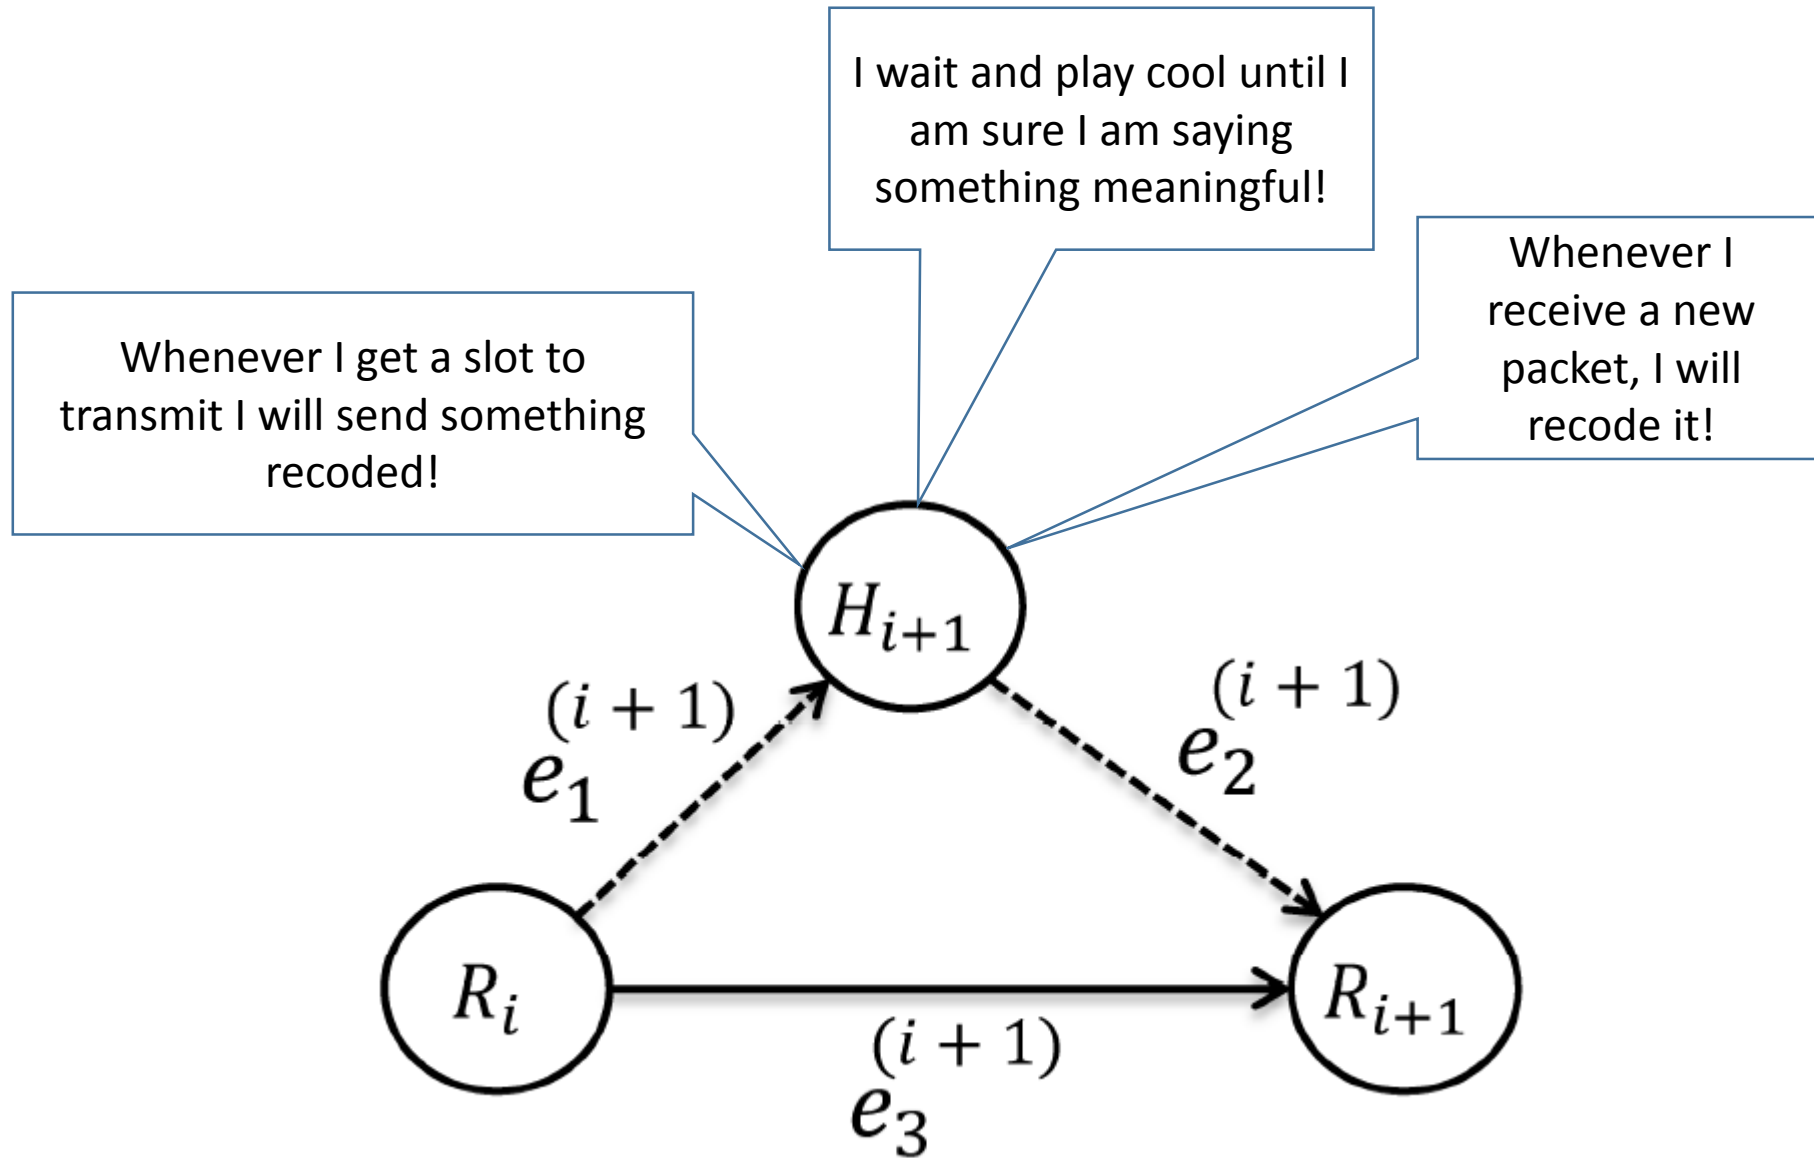 I wait and play cool until I
am sure I am saying
something meaningful!
Whenever I
receive a new
packet, I will
recode it!
Whenever I get a slot to
transmit I will send something
recoded!
H_{i+1}
e_1^{(i+1)}
e_2^{(i+1)}
R_i
R_{i+1}
e_3^{(i+1)}